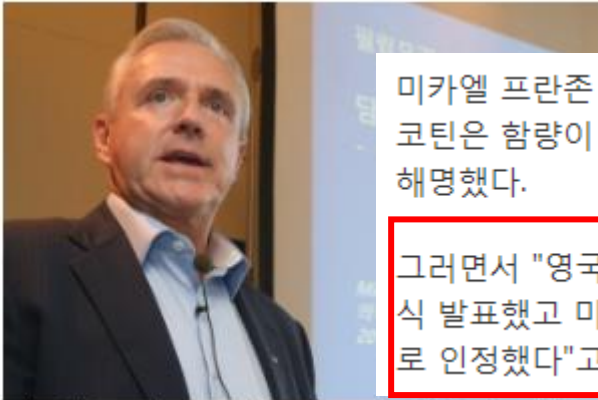 미카엘 프란존
코틴은 함량이
해명했다.
그러면서 "영국
식 발표했고 미
로 인정했다"고